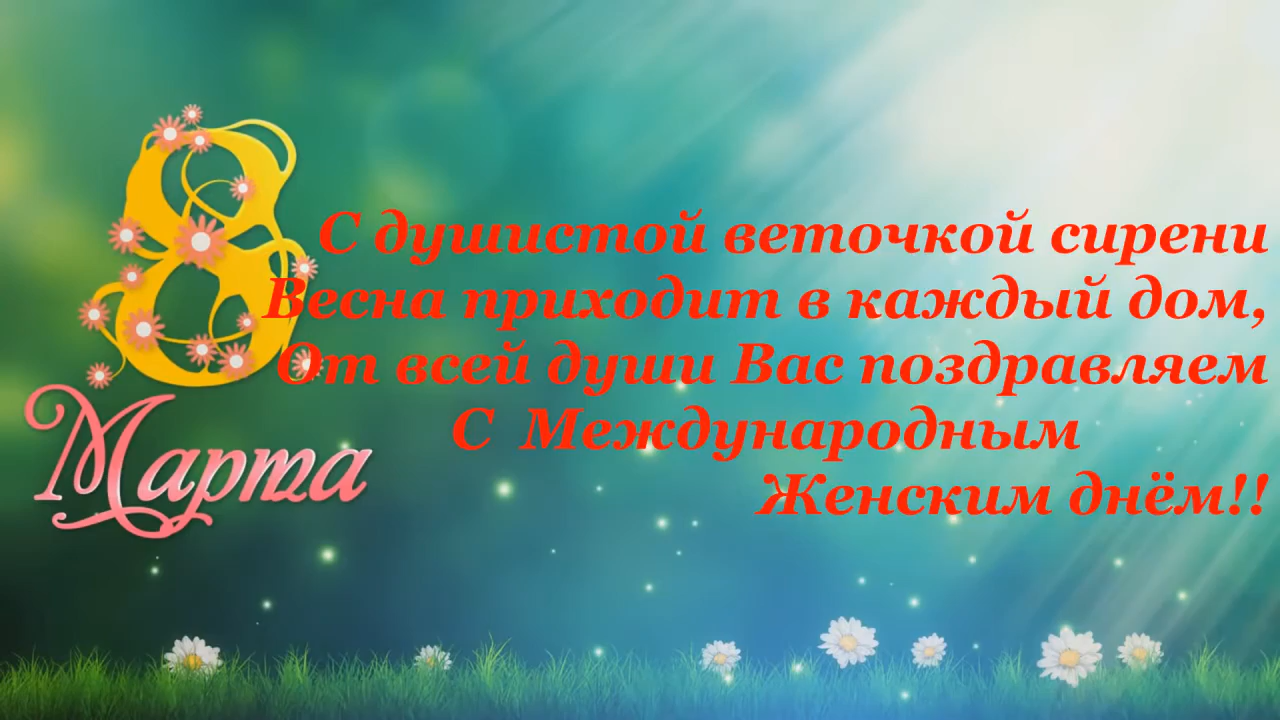 8
Марта
С душистой веточкой сирени
Весна приходит в каждый дом,
От всей души Вас поздравляем
С Международным
Женским днём!!